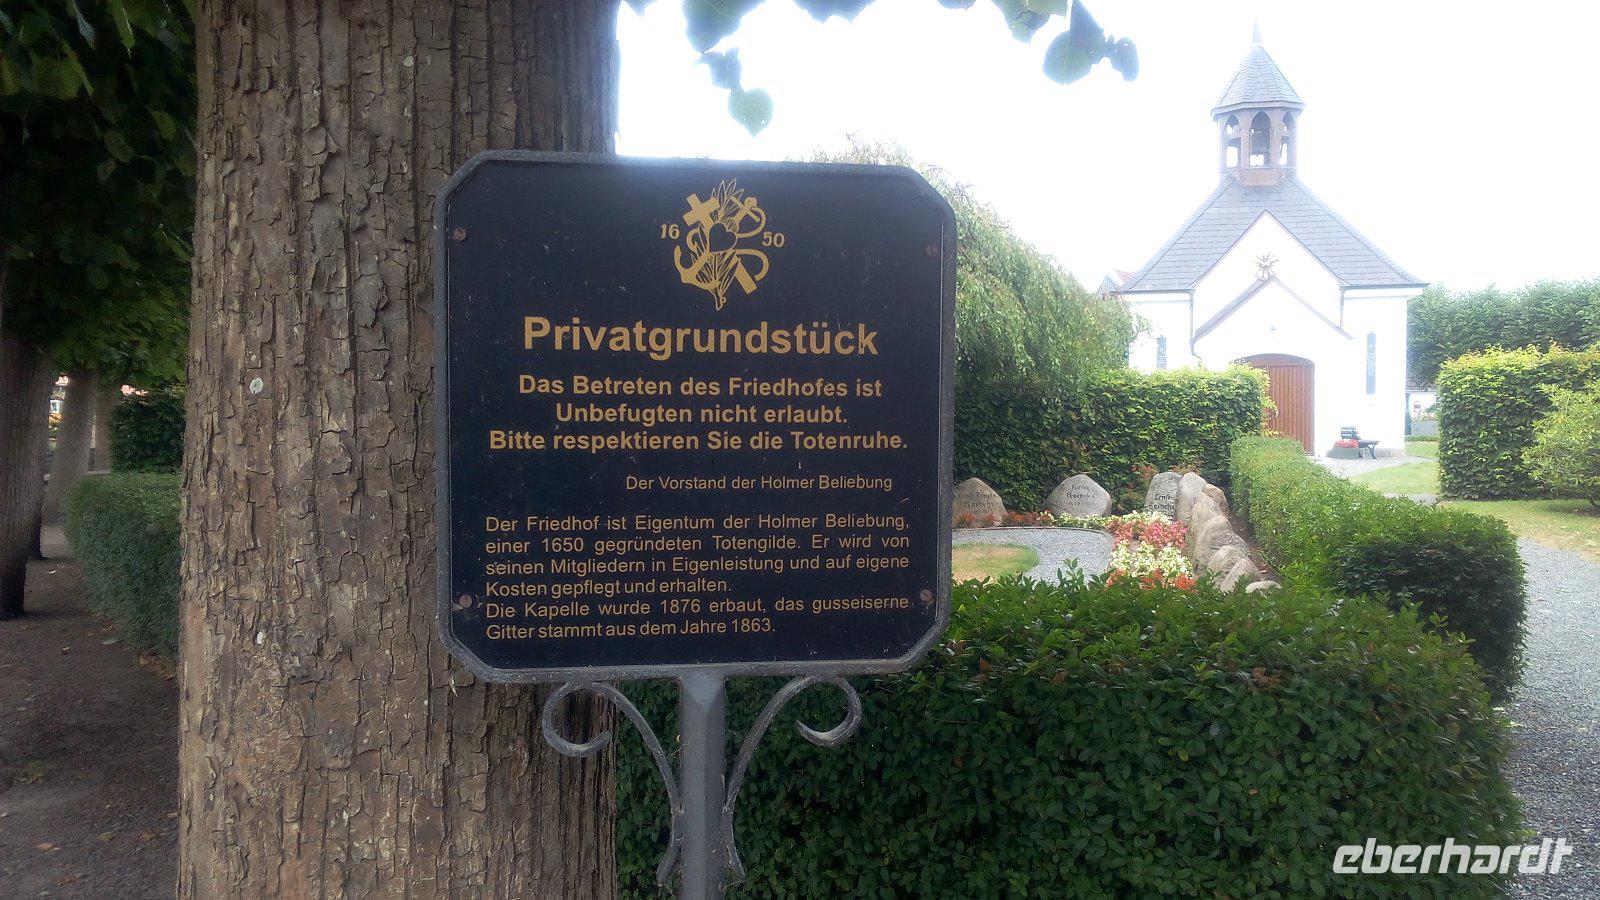 16 50
Privatgrundstück
Das Betreten des Friedhofes ist
Unbefugten nicht erlaubt.
Bitte respektieren Sie die Totenruhe.
Der Vorstand der Holmer Beliebung
Der Friedhof ist Eigentum der Holmer Beliebung,
einer 1650 gegründeten Totengilde. Er wird von
seinen Mitgliedern in Eigenleistung und auf eigene
Kosten gepflegt und erhalten.
Die Kapelle wurde 1876 erbaut, das gusseiserne
Gitter stammt aus dem Jahre 1863.
eberhardt